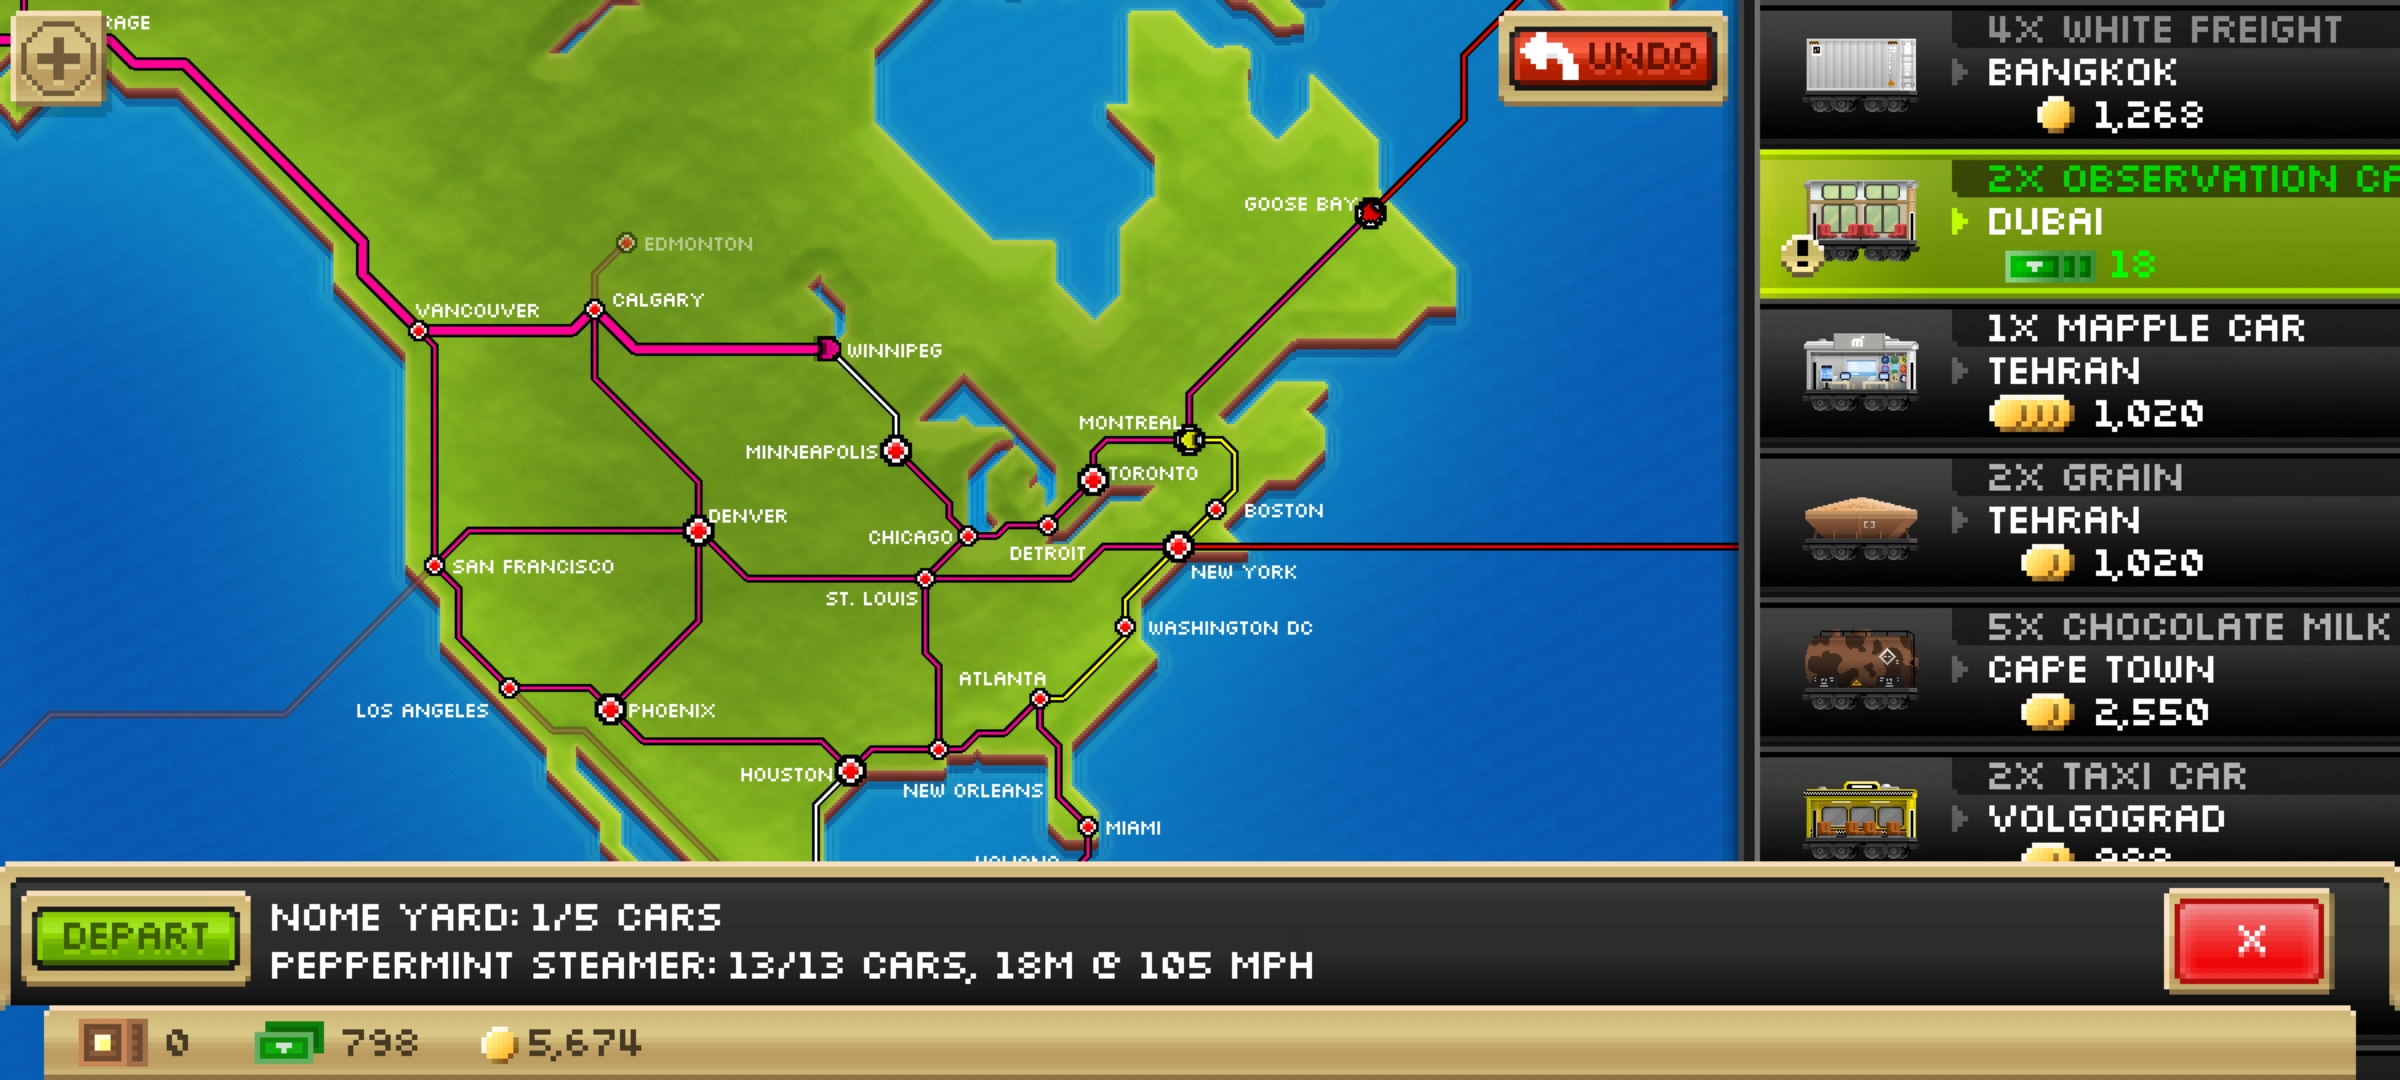 RAGE
UNDO
GOOSE BAY
EDMONTON
CALGARY
VANCOUVER
WINNIPEG
MONTREAL
MINNEAPOLIS
TORONTO
BOSTON
DENVER
CHICAGO
DETROIT
SAN FRANCISCO
NEW YORK
ST. LOUIS
WASHINGTON DC
ATLANTA
LOS ANGELES
PHOENIX
HOUSTON
NEW ORLEANS
MIAMI
4X WHITE FREIGHT
BANGKOK
1,268
2X OBSERVATION CA
DUBAI
18
1X MAPPLE CAR
TEHRAN
1,020
2X GRAIN
TEHRAN
1,020
5X CHOCOLATE MILK
CAPE TOWN
2,550
2X TAXI CAR
VOLGOGRAD
DEPART
NOME YARD: 1/5 CARS
PEPPERMINT STEAMER: 13/13 CARS, 18M @ 105 MPH
X
0
798
5,674